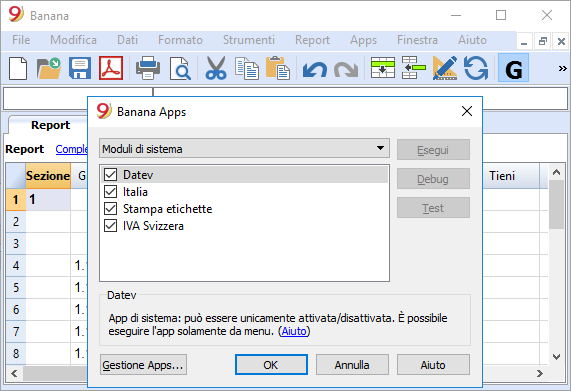 9 Banana
File Modifica Dati Formato Strumenti Report Apps Finestra Aiuto
G »
Report
Report Comple
Sezione G Tieni
1 1
2
3
4 1.
5 1.
6 1.
7 1.
8 1.
9 Banana Apps
Moduli di sistema
Esegui
Datev
Debug
Italia
Stampa etichette
Test
IVA Svizzera
Datev
App di sistema: può essere unicamente attivata/disattivata. È possibile
eseguire l'app solamente da menu. (Aiuto)
Gestione Apps... OK Annulla Aiuto